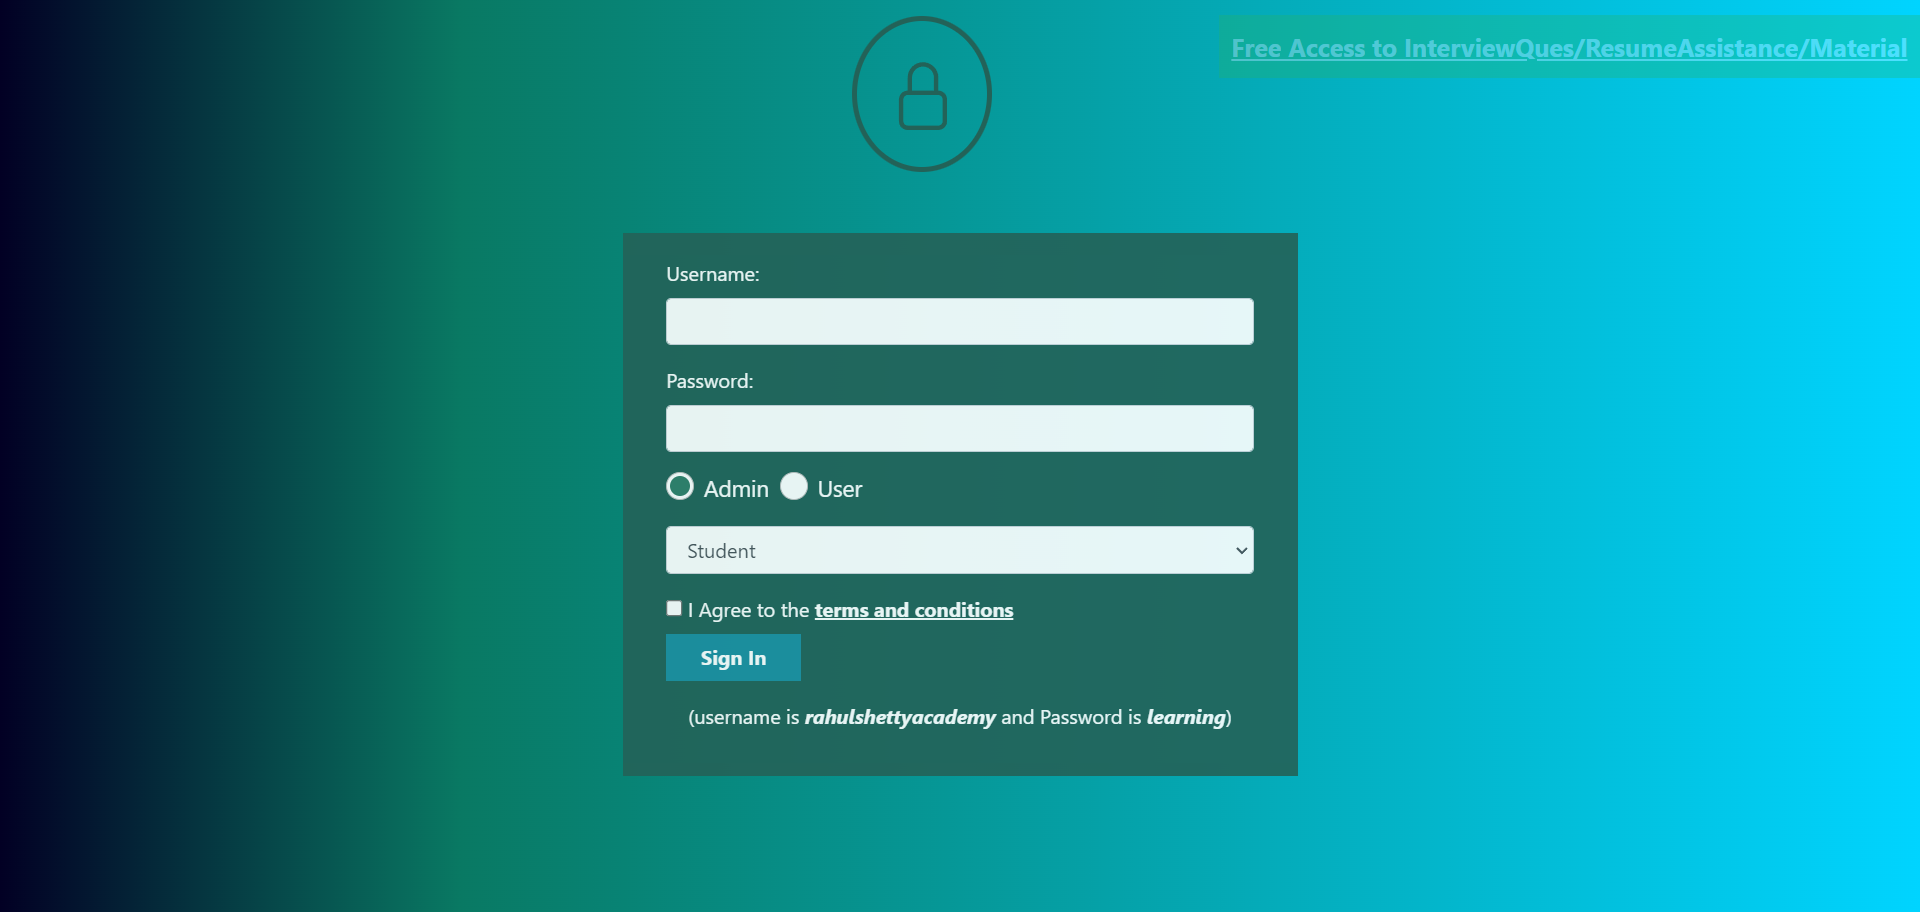 Free Access to InterviewQues/ResumeAssistance/Material
Username:
Password:
Admin User
Student
I Agree to the terms and conditions
Sign In
(username is rahulshettyacademy and Password is learning)